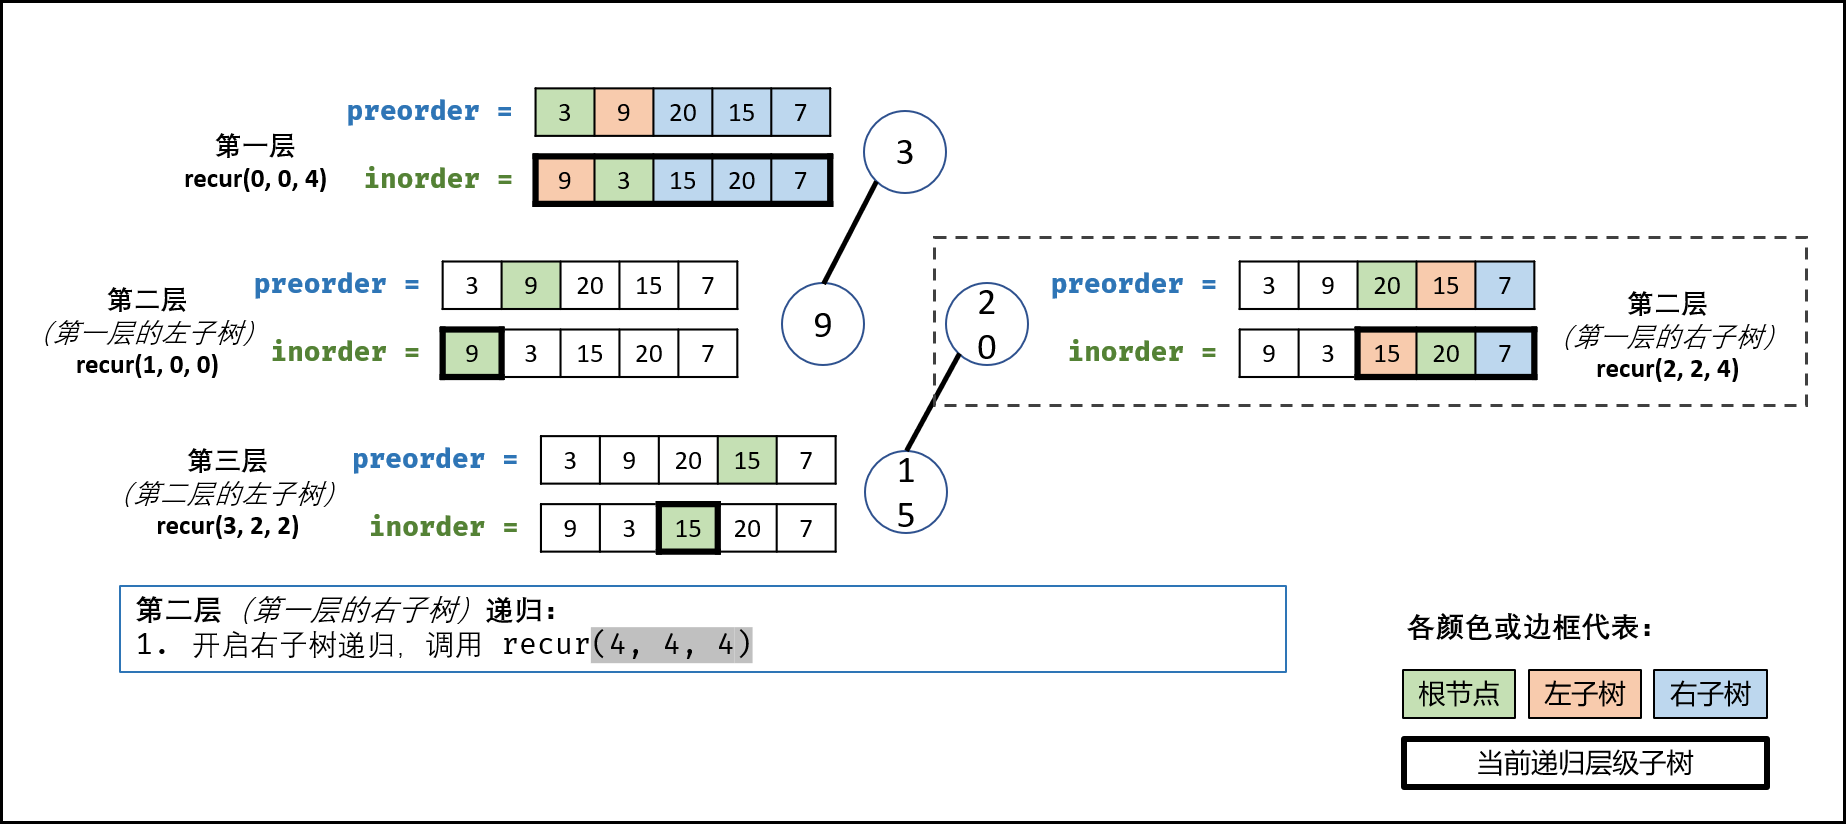 preorder = 3 9 20 15 7
第一层
recur(0, 0, 4)
inorder = 9 3 15 20 7
3
preorder = 3 9 20 15 7
第二层
（第一层的左子树）
recur(1, 0, 0)
inorder = 9 3 15 20 7
9
2
0
preorder = 3 9 20 15 7
inorder = 9 3 15 20 7
第二层
（第一层的右子树）
recur(2, 2, 4)
preorder = 3 9 20 15 7
第三层
（第二层的左子树）
recur(3, 2, 2)
inorder = 9 3 15 20 7
1
5
第二层（第一层的右子树）递归：
1. 开启右子树递归，调用 recur(4, 4, 4)
各颜色或边框代表：
根节点 左子树 右子树
当前递归层级子树